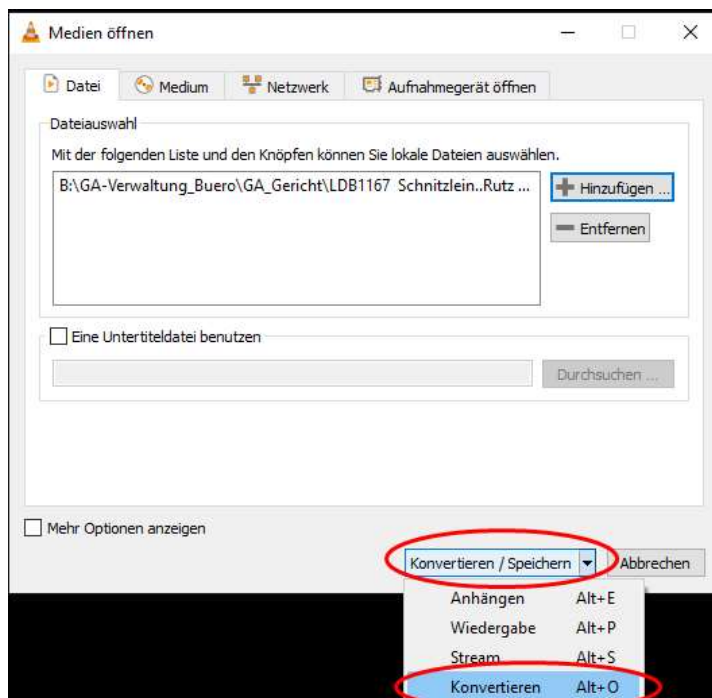 Medien öffnen
Datei Medium Netzwerk Aufnahmegerät öffnen
Dateiauswahl
Mit der folgenden Liste und den Knöpfen können Sie lokale Dateien auswählen.
B:\GA-Verwaltung_Buero\GA_Gericht\LDB1167 Schnitzlein..Rutz ...
Hinzufügen ...
Entfernen
Eine Untertiteldatei benutzen
Durchsuchen ...
Mehr Optionen anzeigen
Konvertieren / Speichern Abbrechen
Anhängen Alt+E
Wiedergabe Alt+P
Stream Alt+S
Konvertieren Alt+O